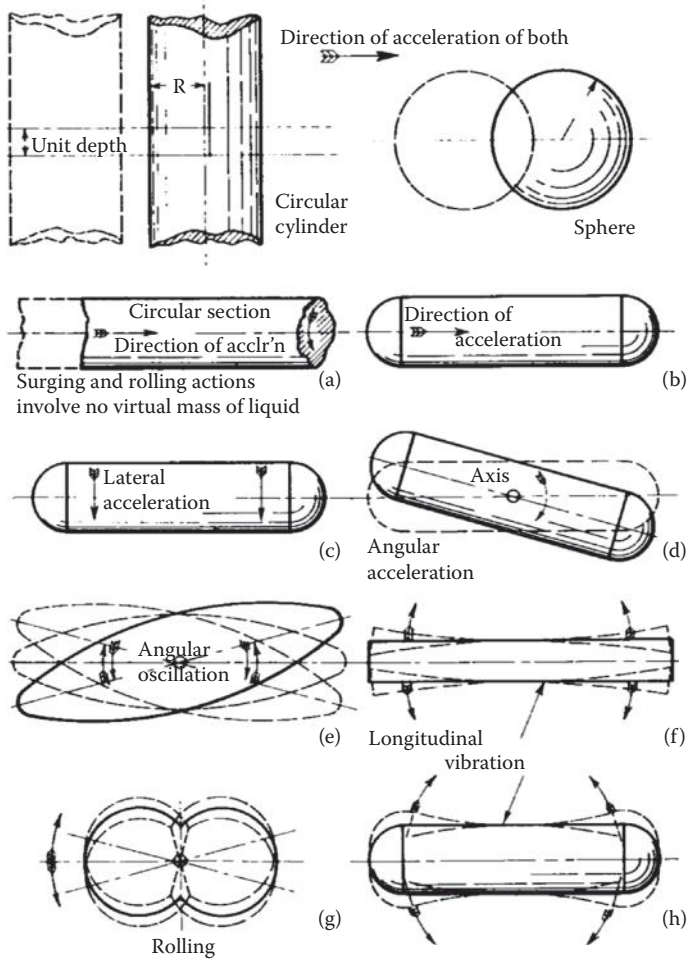 Direction of acceleration of both
R
Unit depth
Circular
cylinder
Sphere
Circular section
Direction of acclr'n
(a)
Surging and rolling actions
involve no virtual mass of liquid
Direction of
acceleration
(b)
Lateral
acceleration
(c)
Axis
(d)
Angular
acceleration
Angular
oscillation
(e)
(f)
Longitudinal
vibration
(g)
Rolling
(h)